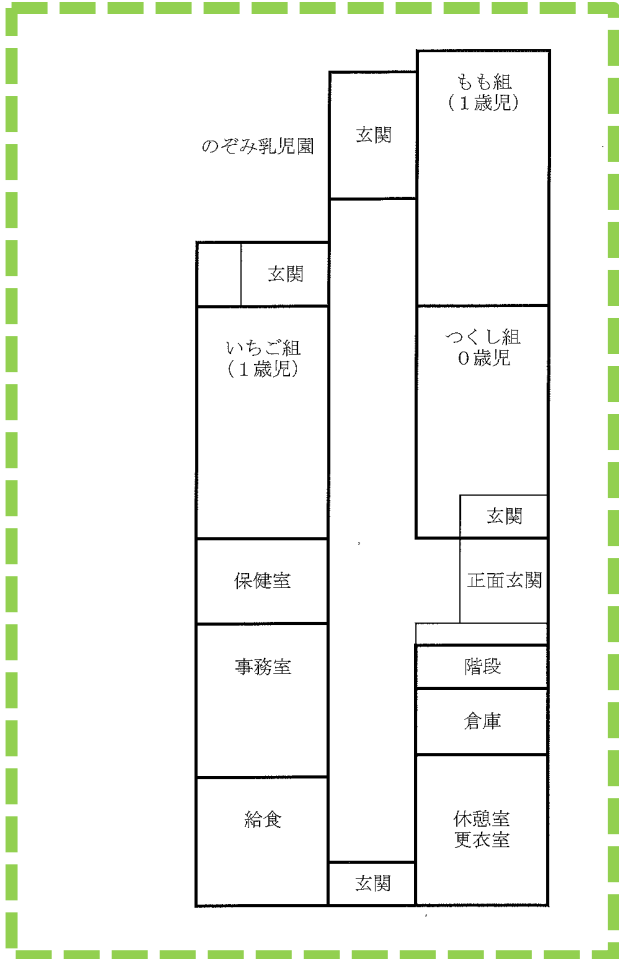 もも組
（１歳児）
玄関
のぞみ乳児園
玄関
いちご組
（１歳児）
つくし組
０歳児
玄関
保健室
正面玄関
事務室
階段
倉庫
給食
休憩室
更衣室
玄関